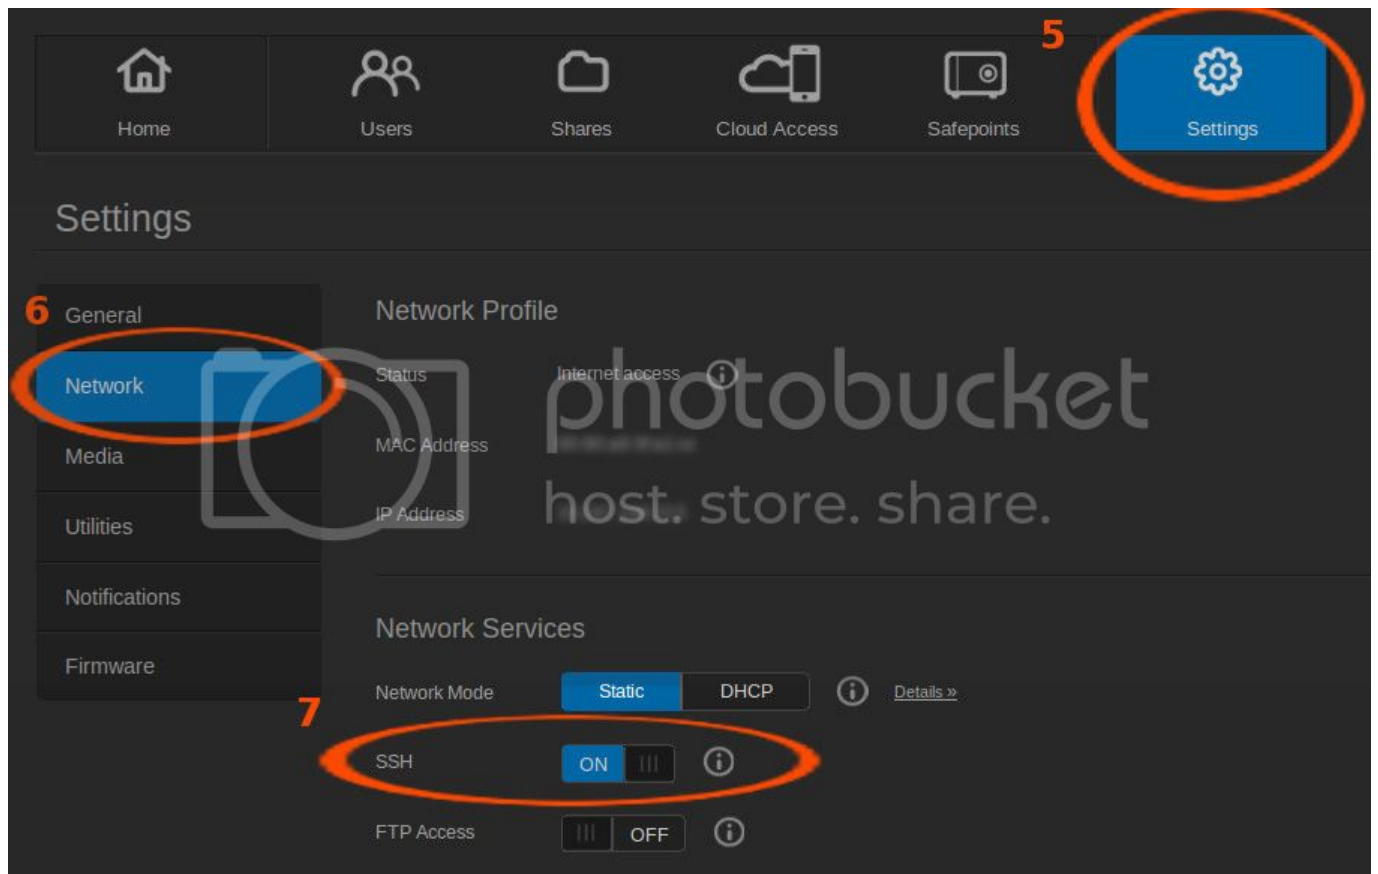 5
Home
Users
Shares
Cloud Access
Safepoints
Settings
Settings
6
General
Network
Media
Utilities
Notifications
Firmware
Network Profile
Status
Internet access
MAC Address
IP Address
photobucket
host. store. share.
Network Services
Network Mode
Static
DHCP
Details »
7
SSH
ON
FTP Access
OFF